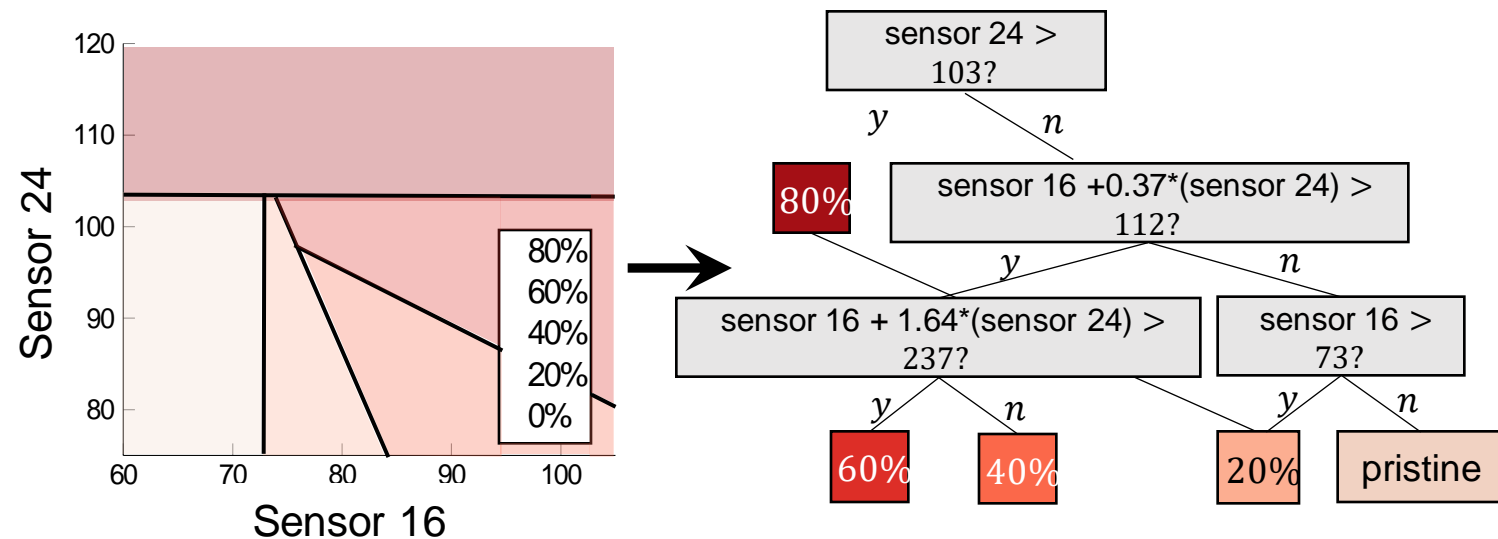 120
110
100
90
80
60
70
80
90
100
Sensor 24
Sensor 16
80%
60%
40%
20%
0%
sensor 24 >
103?
y
n
80%
sensor 16 +0.37*(sensor 24) >
112?
y
n
sensor 16 + 1.64*(sensor 24) >
237?
sensor 16 >
73?
y
n
y
n
60%
40%
20%
pristine